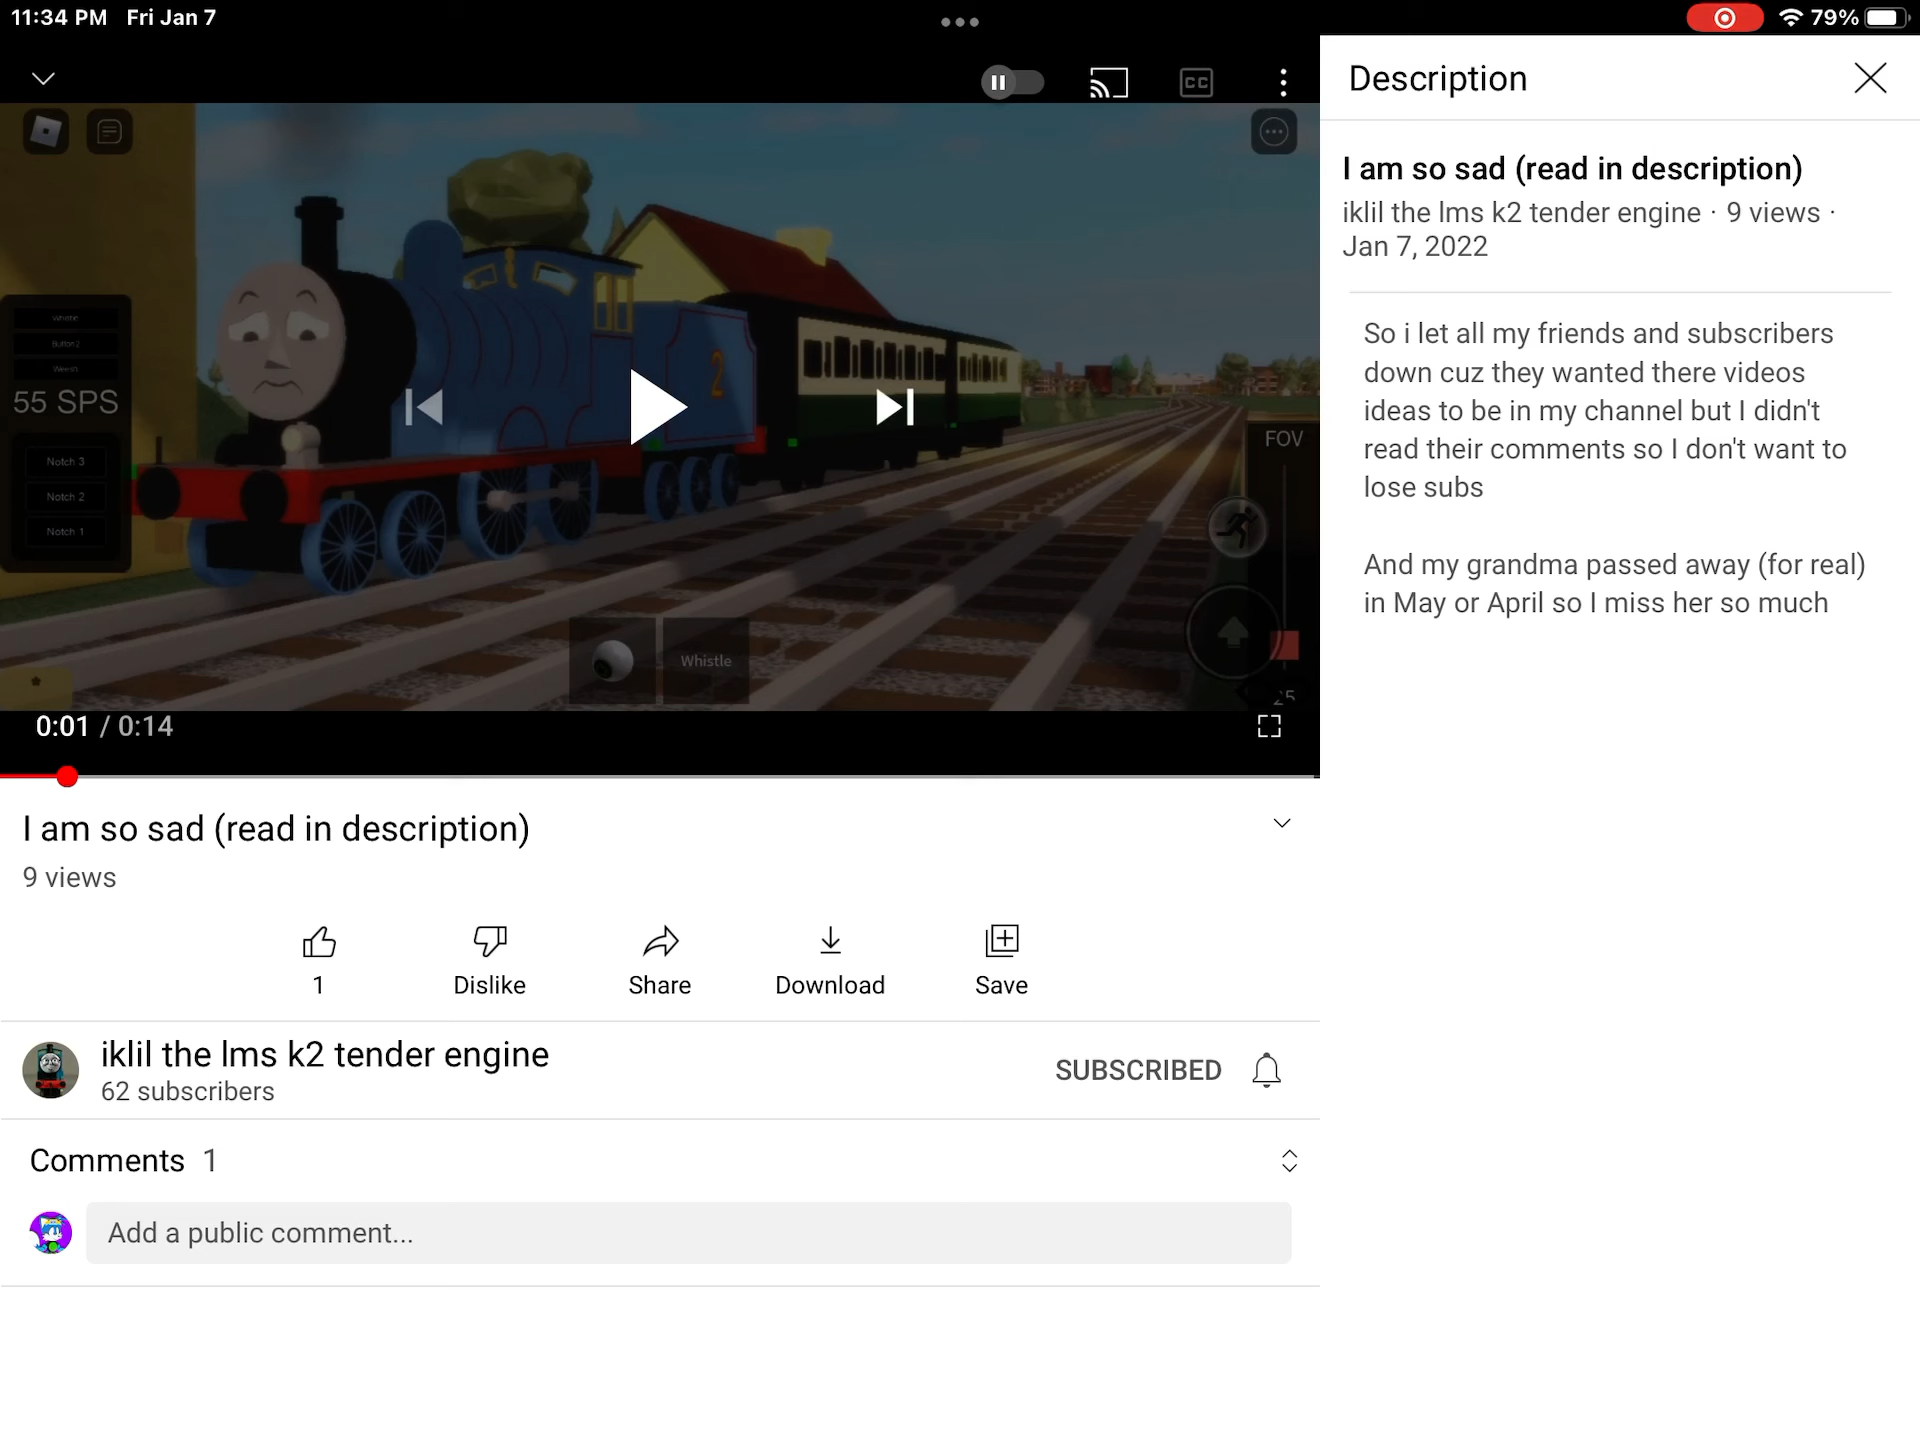 11:34 PM Fri Jan 7
79%
CC
Whistle
Button 2
55 SPS
Notch 3
Notch 2
Notch 1
2
FOV
Whistle
0:01 / 0:14
I am so sad (read in description)
9 views
1
Dislike
Share
Download
Save
iklil the lms k2 tender engine
62 subscribers
SUBSCRIBED
Comments 1
Add a public comment...
Description
I am so sad (read in description)
iklil the lms k2 tender engine · 9 views ·
Jan 7, 2022
So i let all my friends and subscribers
down cuz they wanted there videos
ideas to be in my channel but I didn't
read their comments so I don't want to
lose subs
And my grandma passed away (for real)
in May or April so I miss her so much